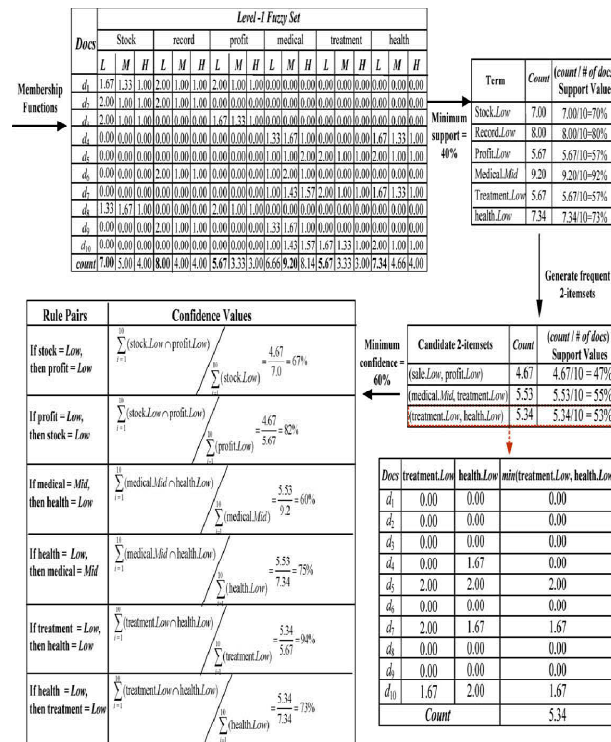 Level -1 Fuzzy Set
Docs Stock record profit medical treatment health
L M H L M H L M H L M H L M H L M H
d1 1.67 1.33 1.00 2.00 1.00 1.00 2.00 1.00 1.00 0.00 0.00 0.00 0.00 0.00 0.00 0.00 0.00 0.00
d2 2.00 1.00 1.00 2.00 1.00 1.00 0.00 0.00 0.00 0.00 0.00 0.00 0.00 0.00 0.00 0.00 0.00 0.00
d3 2.00 1.00 1.00 0.00 0.00 0.00 1.67 1.33 1.00 0.00 0.00 0.00 0.00 0.00 0.00 0.00 0.00 0.00
d4 0.00 0.00 0.00 0.00 0.00 0.00 0.00 0.00 0.00 1.33 1.67 1.00 0.00 0.00 0.00 1.67 1.33 1.00
d5 0.00 0.00 0.00 0.00 0.00 0.00 0.00 0.00 0.00 1.00 1.00 2.00 2.00 1.00 1.00 2.00 1.00 1.00
d6 0.00 0.00 0.00 2.00 1.00 1.00 0.00 0.00 0.00 1.00 2.00 1.00 0.00 0.00 0.00 0.00 0.00 0.00
d7 0.00 0.00 0.00 0.00 0.00 0.00 0.00 0.00 0.00 1.00 1.43 1.57 2.00 1.00 1.00 1.67 1.33 1.00
d8 1.33 1.67 1.00 0.00 0.00 0.00 2.00 1.00 1.00 0.00 0.00 0.00 0.00 0.00 0.00 0.00 0.00 0.00
d9 0.00 0.00 0.00 2.00 1.00 1.00 0.00 0.00 0.00 1.33 1.67 1.00 0.00 0.00 0.00 0.00 0.00 0.00
d10 0.00 0.00 0.00 0.00 0.00 0.00 0.00 0.00 0.00 1.00 1.43 1.57 1.67 1.33 1.00 2.00 1.00 1.00
count 7.00 5.00 4.00 8.00 4.00 4.00 5.67 3.33 3.00 6.66 9.20 8.14 5.67 3.33 3.00 7.34 4.66 4.00
Membership
Functions
Minimum
support =
40%
Term Count (count / # of docs)
Support Values
Stock.Low 7.00 7.00/10=70%
Record.Low 8.00 8.00/10=80%
Profit.Low 5.67 5.67/10=57%
Medical.Mid 9.20 9.20/10=92%
Treatment.Low 5.67 5.67/10=57%
health.Low 7.34 7.34/10=73%
Generate frequent
2-itemsets
Candidate 2-itemsets Count (count / # of docs)
Support Values
(sale.Low, profit.Low) 4.67 4.67/10 = 47%
(medical.Mid, treatment.Low) 5.53 5.53/10 = 55%
(treatment.Low, health.Low) 5.34 5.34/10 = 53%
Minimum
confidence =
60%
Rule Pairs Confidence Values
If stock = Low,
then profit = Low
10 ∑ i=1 (stock.Low ∩ profit.Low) / 10 ∑ i=1 (stock.Low) = 4.67/7.0 = 67%
If profit = Low,
then stock = Low
10 ∑ i=1 (stock.Low ∩ profit.Low) / 10 ∑ i=1 (profit.Low) = 4.67/5.67 = 82%
If medical = Mid,
then health = Low
10 ∑ i=1 (medical.Mid ∩ health.Low) / 10 ∑ i=1 (medical.Mid) = 5.53/9.2 = 60%
If health = Low,
then medical = Mid
10 ∑ i=1 (medical.Mid ∩ health.Low) / 10 ∑ i=1 (health.Low) = 5.53/7.34 = 75%
If treatment = Low,
then health = Low
10 ∑ i=1 (treatment.Low ∩ health.Low) / 10 ∑ i=1 (treatment.Low) = 5.34/5.67 = 94%
If health = Low,
then treatment = Low
10 ∑ i=1 (treatment.Low ∩ health.Low) / 10 ∑ i=1 (health.Low) = 5.34/7.34 = 73%
Docs treatment.Low health.Low min(treatment.Low, health.Low)
d1 0.00 0.00 0.00
d2 0.00 0.00 0.00
d3 0.00 0.00 0.00
d4 0.00 1.67 0.00
d5 2.00 2.00 2.00
d6 0.00 0.00 0.00
d7 2.00 1.67 1.67
d8 0.00 0.00 0.00
d9 0.00 0.00 0.00
d10 1.67 2.00 1.67
Count 5.34